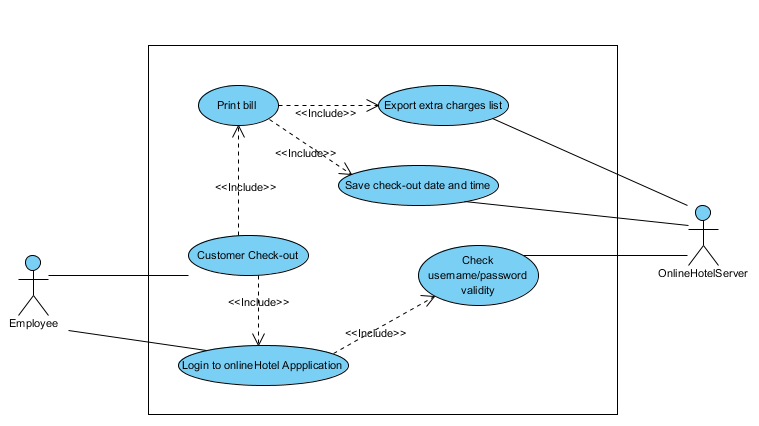 Print bill
<<Include>>
Export extra charges list
<<Include>>
Save check-out date and time
<<Include>>
Customer Check-out
Check
username/password
validity
OnlineHotelServer
<<Include>>
Employee
<<Include>>
Login to onlineHotel Appplication